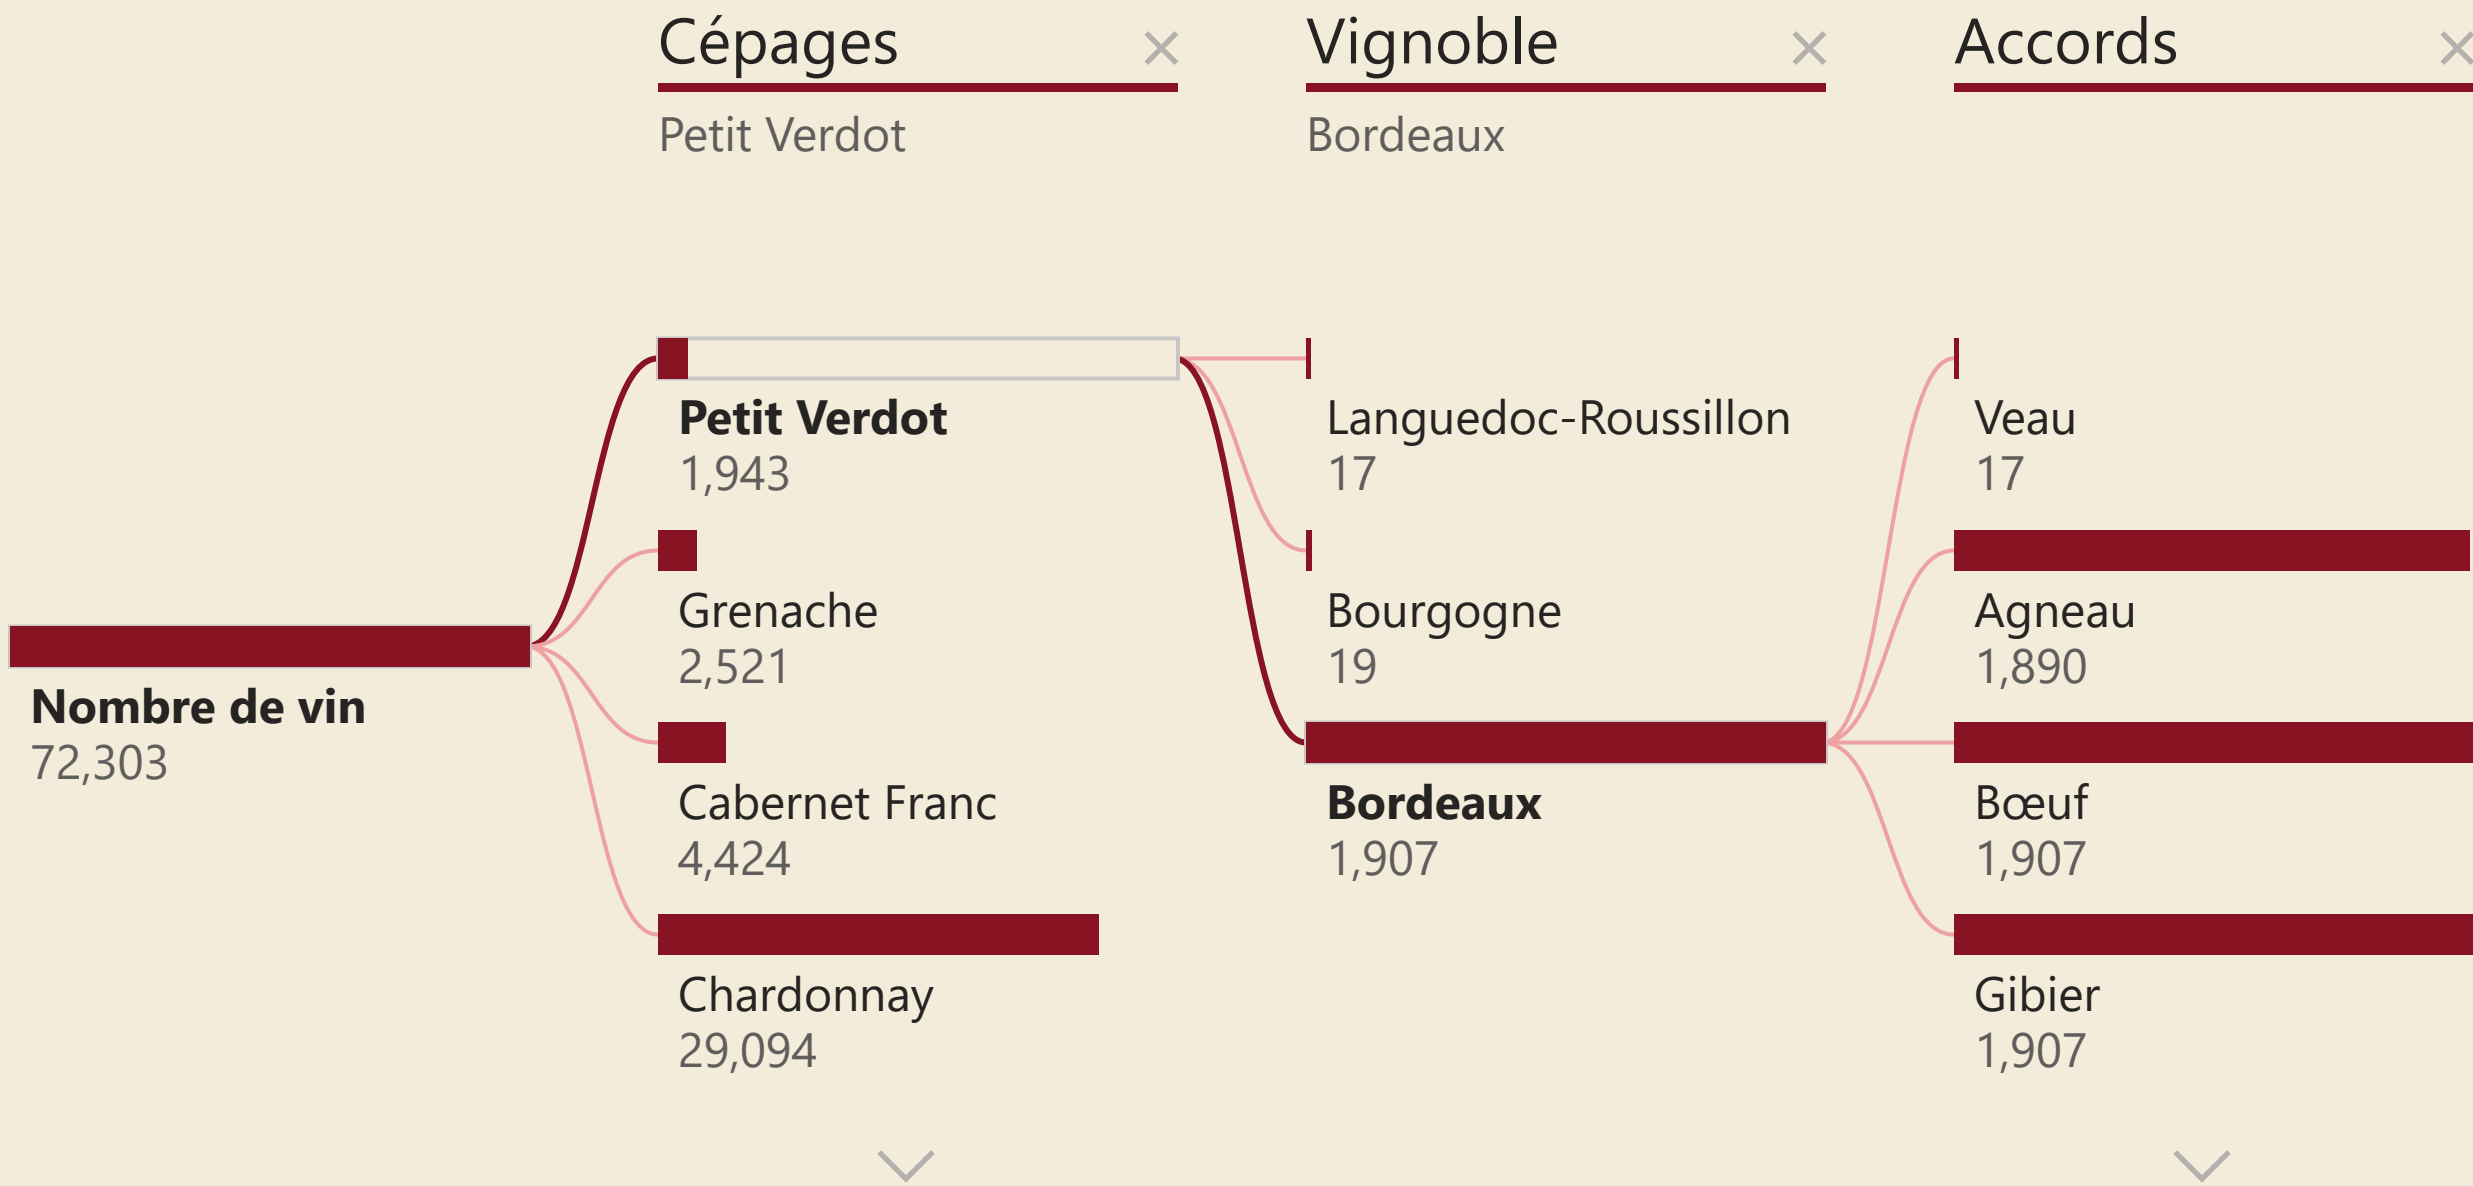 Cépages
Vignoble
Accords
Petit Verdot
Bordeaux
Nombre de vin
72,303
Petit Verdot
1,943
Grenache
2,521
Cabernet Franc
4,424
Chardonnay
29,094
Languedoc-Roussillon
17
Bourgogne
19
Bordeaux
1,907
Veau
17
Agneau
1,890
Bœuf
1,907
Gibier
1,907